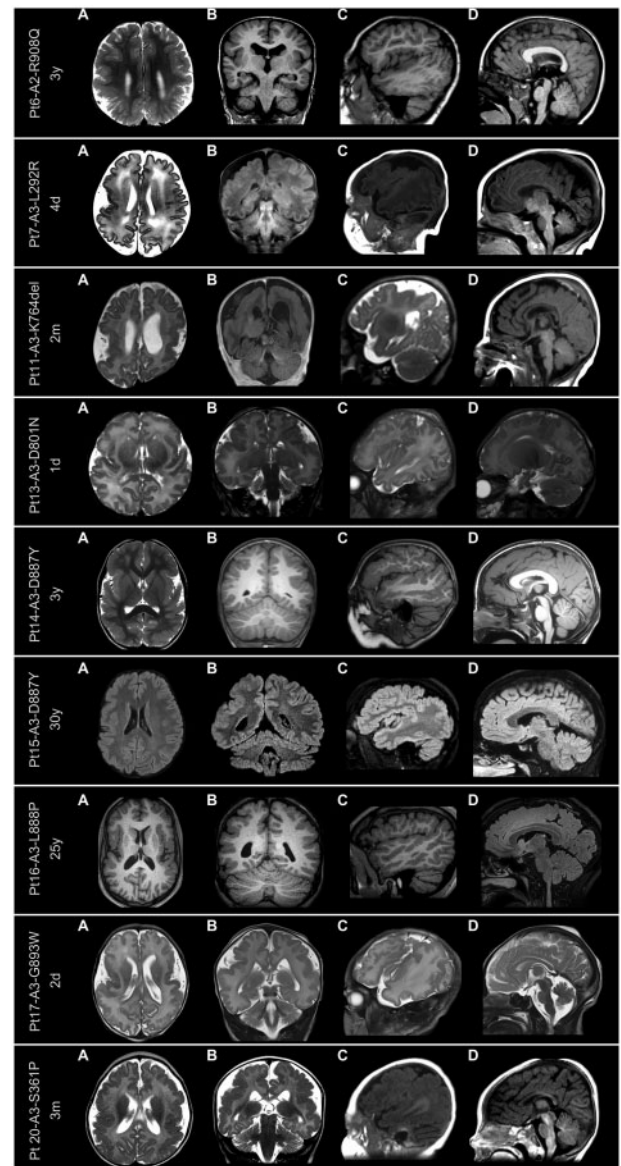 Pt6-A2-R908Q
3y
A B C D
Pt7-A3-L292R
4d
A B C D
Pt11-A3-K764del
2m
A B C D
Pt13-A3-D801N
1d
A B C D
Pt14-A3-D887Y
3y
A B C D
Pt15-A3-D887Y
30y
A B C D
Pt16-A3-L888P
25y
A B C D
Pt17-A3-G893W
2d
A B C D
Pt 20-A3-S361P
3m
A B C D